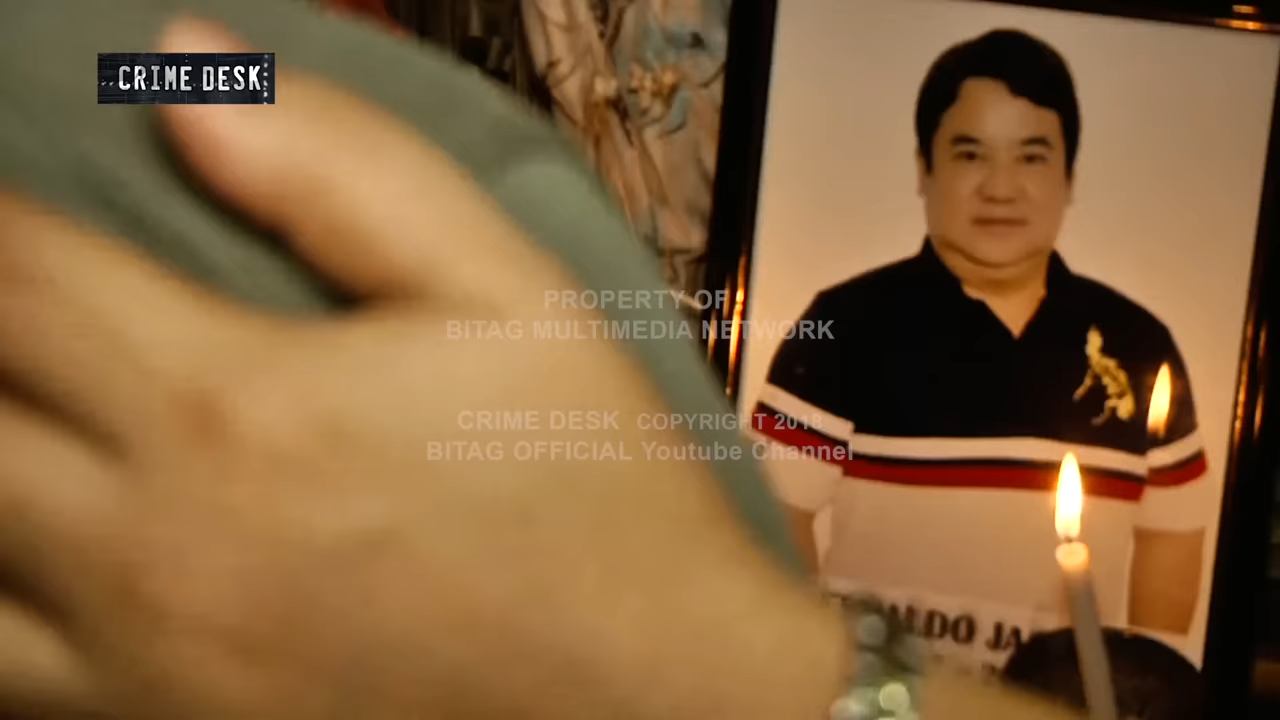 CRIME DESK
PROPERTY OF
BITAG MULTIMEDIA NETWORK
CRIME DESK COPYRIGHT 2018
BITAG OFFICIAL Youtube Channel